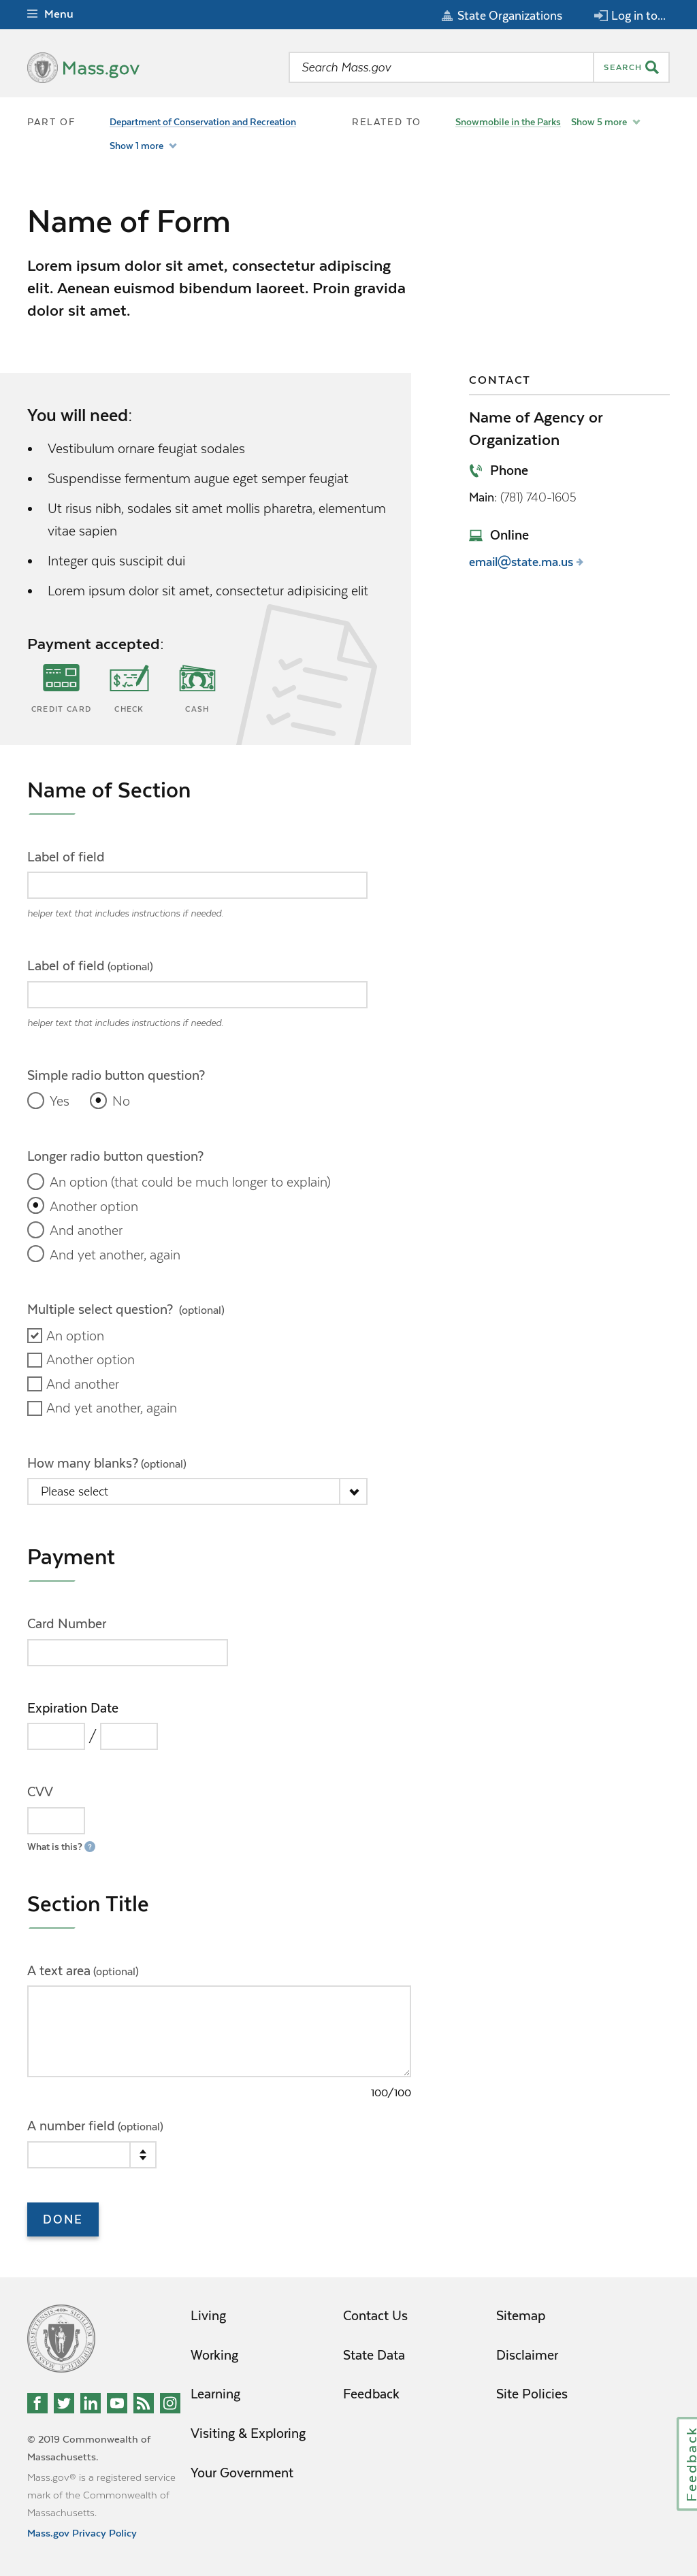 Menu
State Organizations
Log in to...
Mass.gov
Search Mass.gov
SEARCH
PART OF
Department of Conservation and Recreation
Show 1 more
RELATED TO
Snowmobile in the Parks
Show 5 more
Name of Form
Lorem ipsum dolor sit amet, consectetur adipiscing
elit. Aenean euismod bibendum laoreet. Proin gravida
dolor sit amet.
You will need:
Vestibulum ornare feugiat sodales
Suspendisse fermentum augue eget semper feugiat
Ut risus nibh, sodales sit amet mollis pharetra, elementum
vitae sapien
Integer quis suscipit dui
Lorem ipsum dolor sit amet, consectetur adipisicing elit
Payment accepted:
CREDIT CARD
CHECK
CASH
CONTACT
Name of Agency or
Organization
Phone
Main: (781) 740-1605
Online
email@state.ma.us
Name of Section
Label of field
helper text that includes instructions if needed.
Label of field (optional)
helper text that includes instructions if needed.
Simple radio button question?
Yes
No
Longer radio button question?
An option (that could be much longer to explain)
Another option
And another
And yet another, again
Multiple select question? (optional)
An option
Another option
And another
And yet another, again
How many blanks? (optional)
Please select
Payment
Card Number
Expiration Date
/
CVV
What is this? ?
Section Title
A text area (optional)
100/100
A number field (optional)
DONE
Living
Working
Learning
Visiting & Exploring
Your Government
Contact Us
State Data
Feedback
Sitemap
Disclaimer
Site Policies
© 2019 Commonwealth of
Massachusetts.
Mass.gov® is a registered service
mark of the Commonwealth of
Massachusetts.
Mass.gov Privacy Policy
Feedback